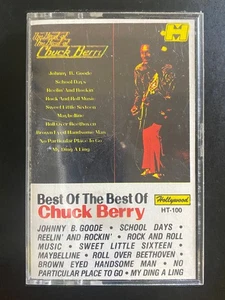 The Best of
The Best of
Chuck Berry
Johnny B. Goode
School Days
Reelin' And Rockin'
Rock And Roll Music
Sweet Little Sixteen
Maybelline
Roll Over Beethoven
Brown Eyed Handsome Man
No Particular Place To Go
My Ding A Ling
Best Of The Best Of
Chuck Berry
Hollywood
HT-100
JOHNNY B. GOODE • SCHOOL DAYS •
REELIN' AND ROCKIN' • ROCK AND ROLL
MUSIC • SWEET LITTLE SIXTEEN •
MAYBELLINE • ROLL OVER BEETHOVEN •
BROWN EYED HANDSOME MAN • NO
PARTICULAR PLACE TO GO • MY DING A LING